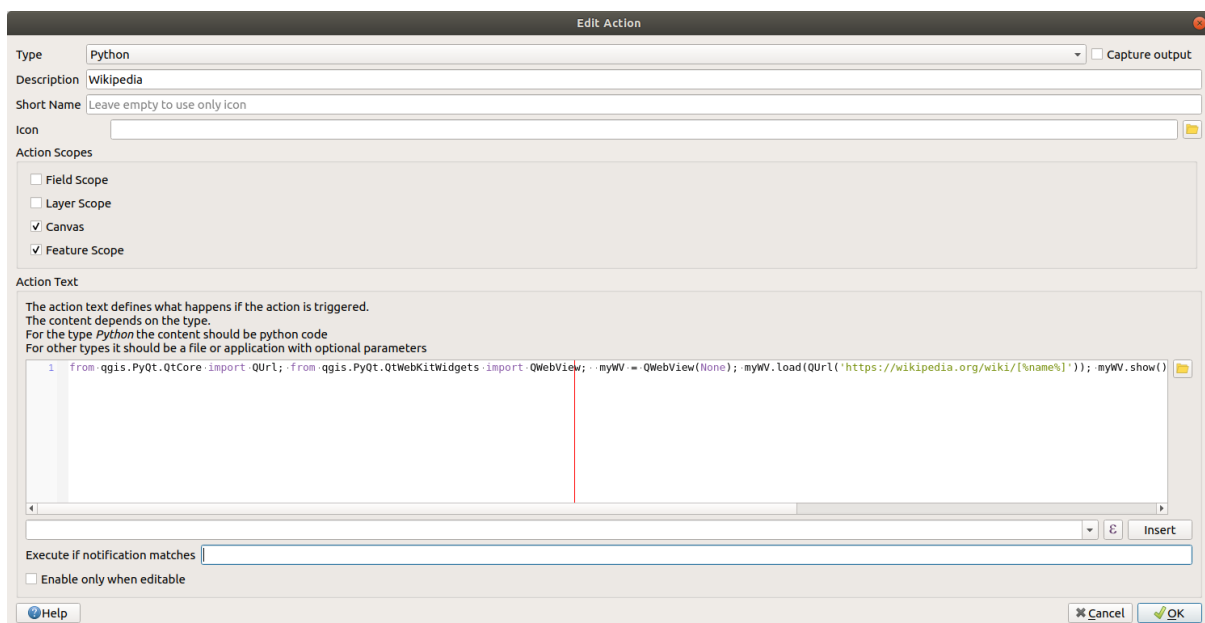 Edit Action
Type Python Capture output
Description Wikipedia
Short Name Leave empty to use only icon
Icon
Action Scopes
Field Scope
Layer Scope
Canvas
Feature Scope
Action Text
The action text defines what happens if the action is triggered.
The content depends on the type.
For the type Python the content should be python code
For other types it should be a file or application with optional parameters
1 from·qgis.PyQt.QtCore·import·QUrl;·from·qgis.PyQt.QtWebKitWidgets·import·QWebView;··myWV·=·QWebView(None);·myWV.load(QUrl('https://wikipedia.org/wiki/[%name%]'));·myWV.show()
ε Insert
Execute if notification matches
Enable only when editable
Help Cancel OK